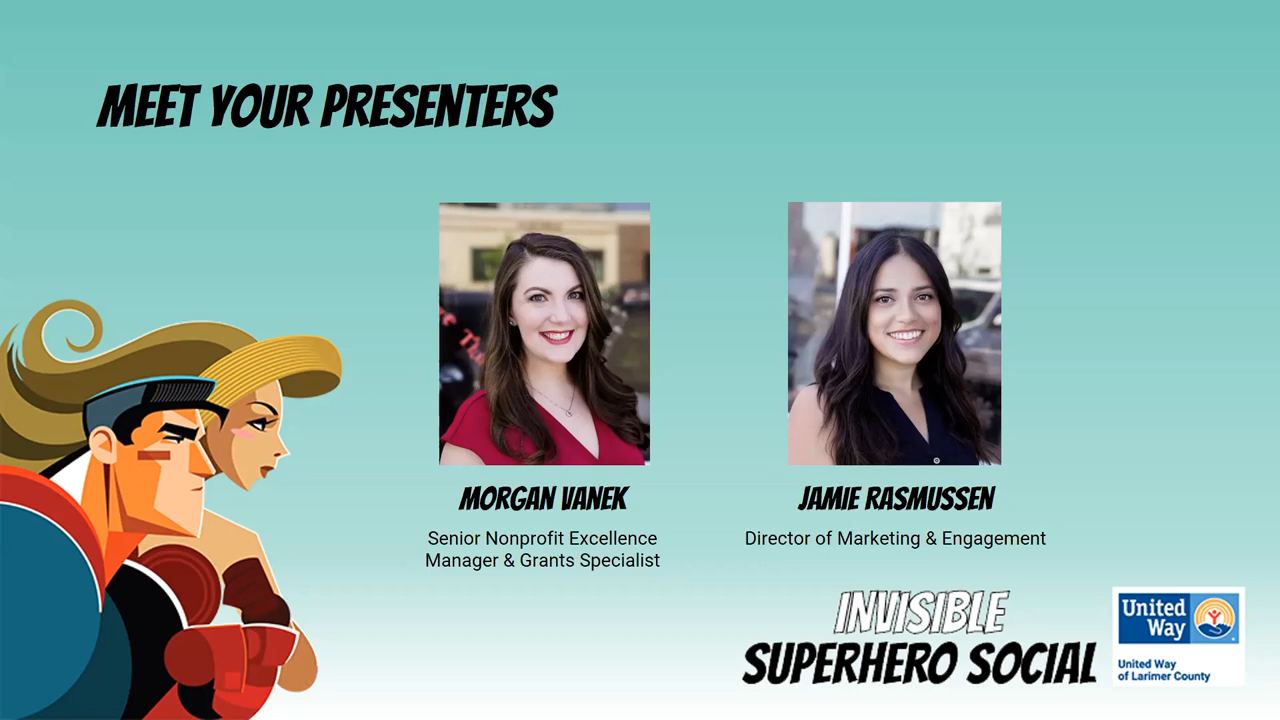 MEET YOUR PRESENTERS
MORGAN VANEK
Senior Nonprofit Excellence
Manager & Grants Specialist
JAMIE RASMUSSEN
Director of Marketing & Engagement
INVISIBLE
SUPERHERO SOCIAL
United
Way
United Way
of Larimer County